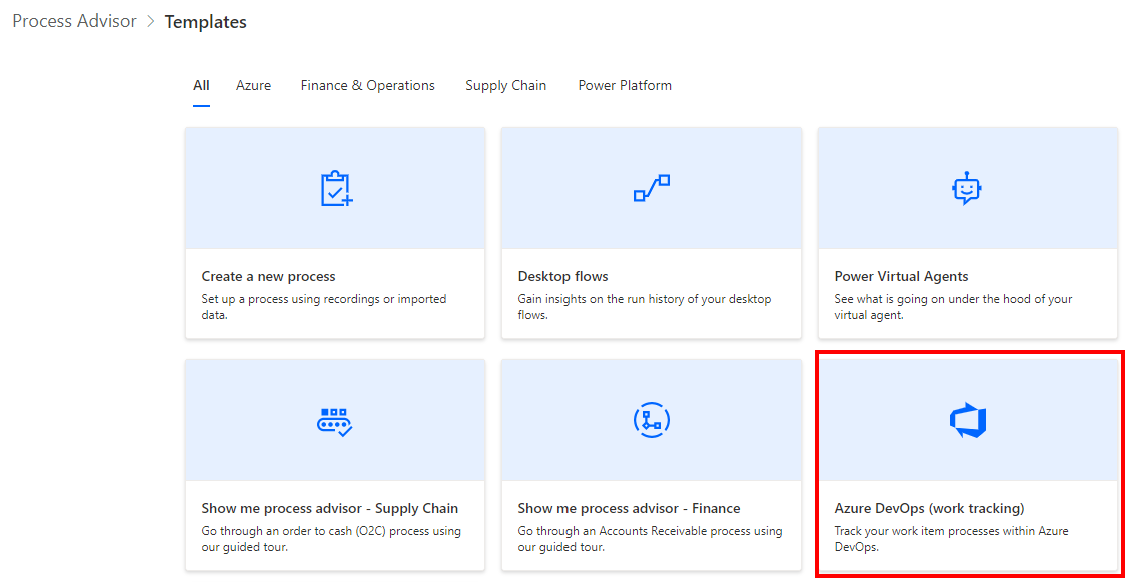 Process Advisor > Templates
All Azure Finance & Operations Supply Chain Power Platform
Create a new process
Set up a process using recordings or imported
data.
Desktop flows
Gain insights on the run history of your desktop
flows.
Power Virtual Agents
See what is going on under the hood of your
virtual agent.
Show me process advisor - Supply Chain
Go through an order to cash (O2C) process using
our guided tour.
Show me process advisor - Finance
Go through an Accounts Receivable process using
our guided tour.
Azure DevOps (work tracking)
Track your work item processes within Azure
DevOps.